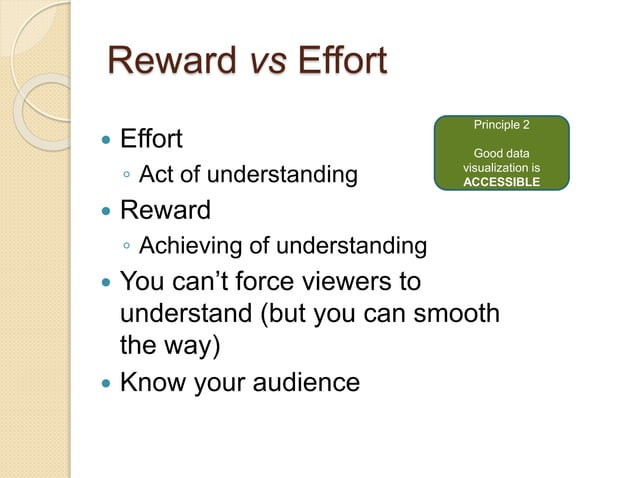 Reward vs Effort
Principle 2
Good data
visualization is
ACCESSIBLE
• Effort
◦ Act of understanding
• Reward
◦ Achieving of understanding
• You can’t force viewers to
understand (but you can smooth
the way)
• Know your audience